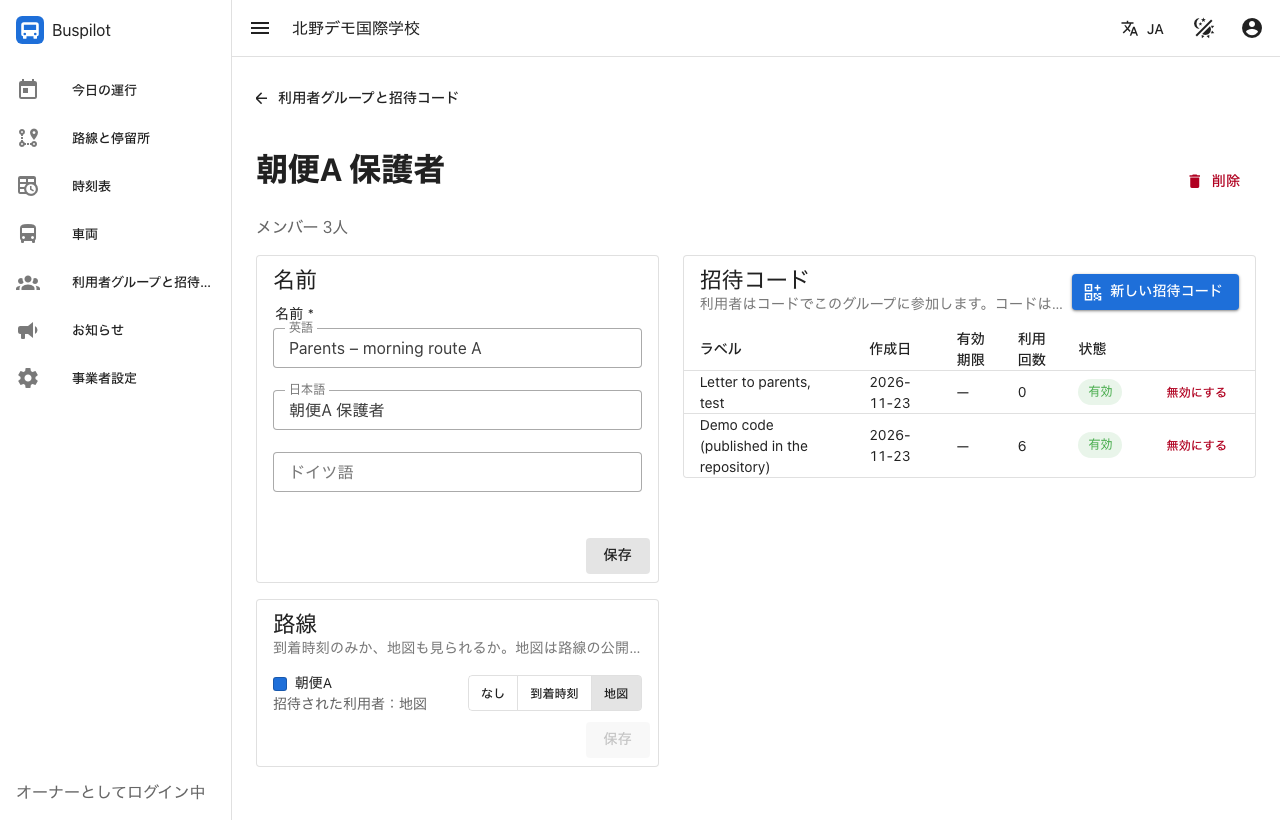 Buspilot
北野デモ国際学校
JA
今日の運行
路線と停留所
時刻表
車両
利用者グループと招待...
お知らせ
事業者設定
オーナーとしてログイン中
利用者グループと招待コード
朝便A 保護者
削除
メンバー 3人
名前
名前 *
英語
Parents – morning route A
日本語
朝便A 保護者
ドイツ語
保存
路線
到着時刻のみか、地図も見られるか。地図は路線の公開...
朝便A
招待された利用者：地図
なし
到着時刻
地図
保存
招待コード
利用者はコードでこのグループに参加します。コードは...
新しい招待コード
ラベル
作成日
有効
期限
利用
回数
状態
Letter to parents,
test
2026-
11-23
—
0
有効
無効にする
Demo code
(published in the
repository)
2026-
11-23
—
6
有効
無効にする